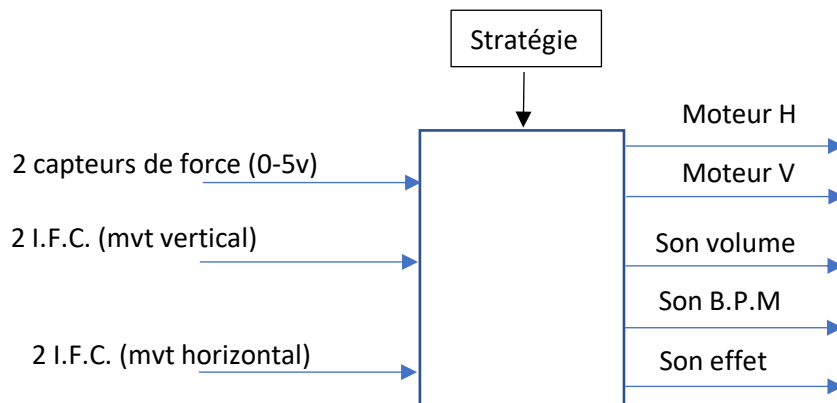 Stratégie
Moteur H
2 capteurs de force (0-5v)
Moteur V
2 I.F.C. (mvt vertical)
Son volume
Son B.P.M
2 I.F.C. (mvt horizontal)
Son effet